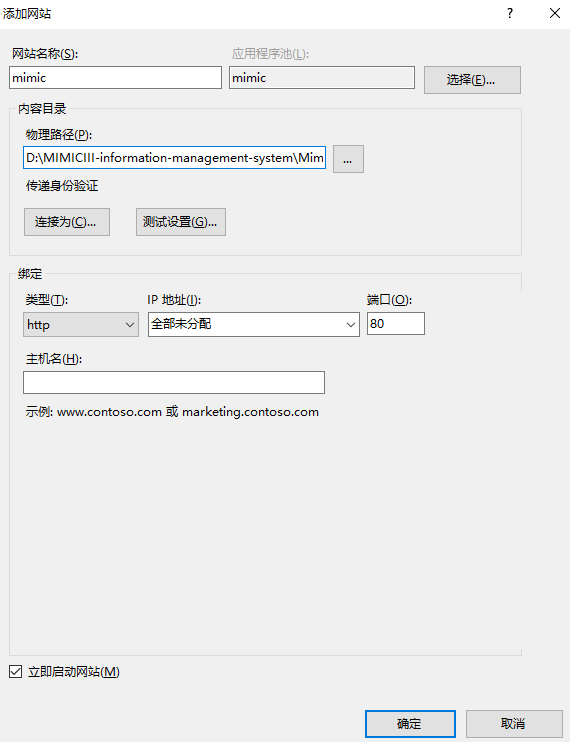 添加网站 ?
网站名称(S): 应用程序池(L):
mimic mimic 选择(E)...
内容目录
物理路径(P):
D:\MIMICIII-information-management-system\Mim ...
传递身份验证
连接为(C)... 测试设置(G)...
绑定
类型(T): IP 地址(I): 端口(O):
http 全部未分配 80
主机名(H):
示例: www.contoso.com 或 marketing.contoso.com
立即启动网站(M)
确定 取消